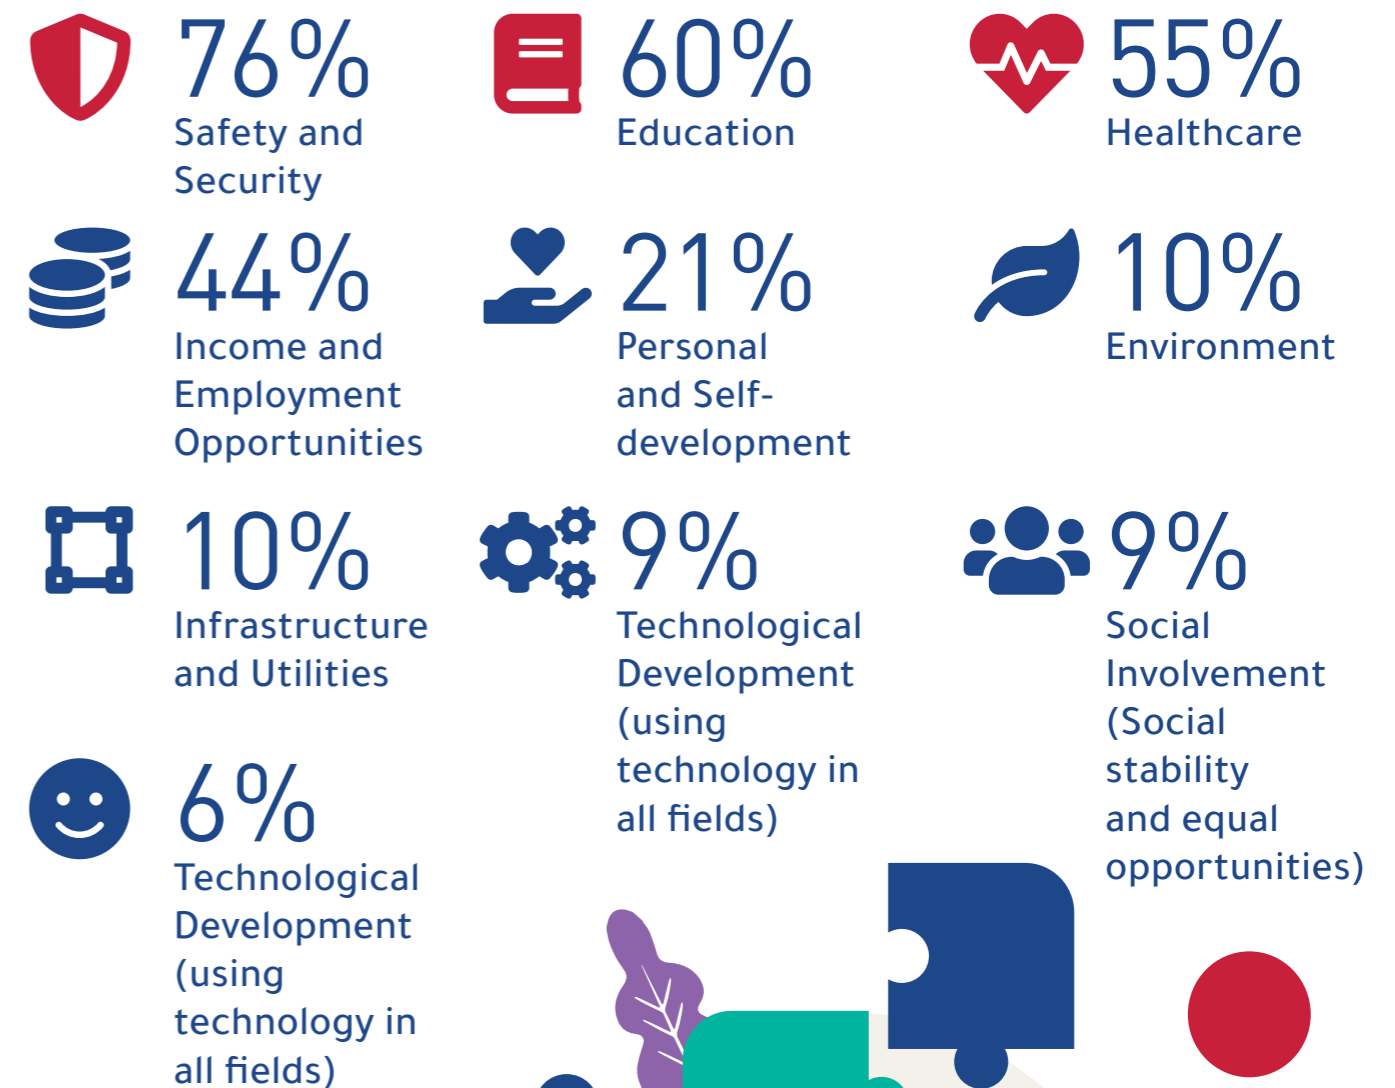 76%
Safety and
Security
60%
Education
55%
Healthcare
44%
Income and
Employment
Opportunities
21%
Personal
and Self-
development
10%
Environment
10%
Infrastructure
and Utilities
9%
Technological
Development
(using
technology in
all fields)
9%
Social
Involvement
(Social
stability
and equal
opportunities)
6%
Technological
Development
(using
technology in
all fields)